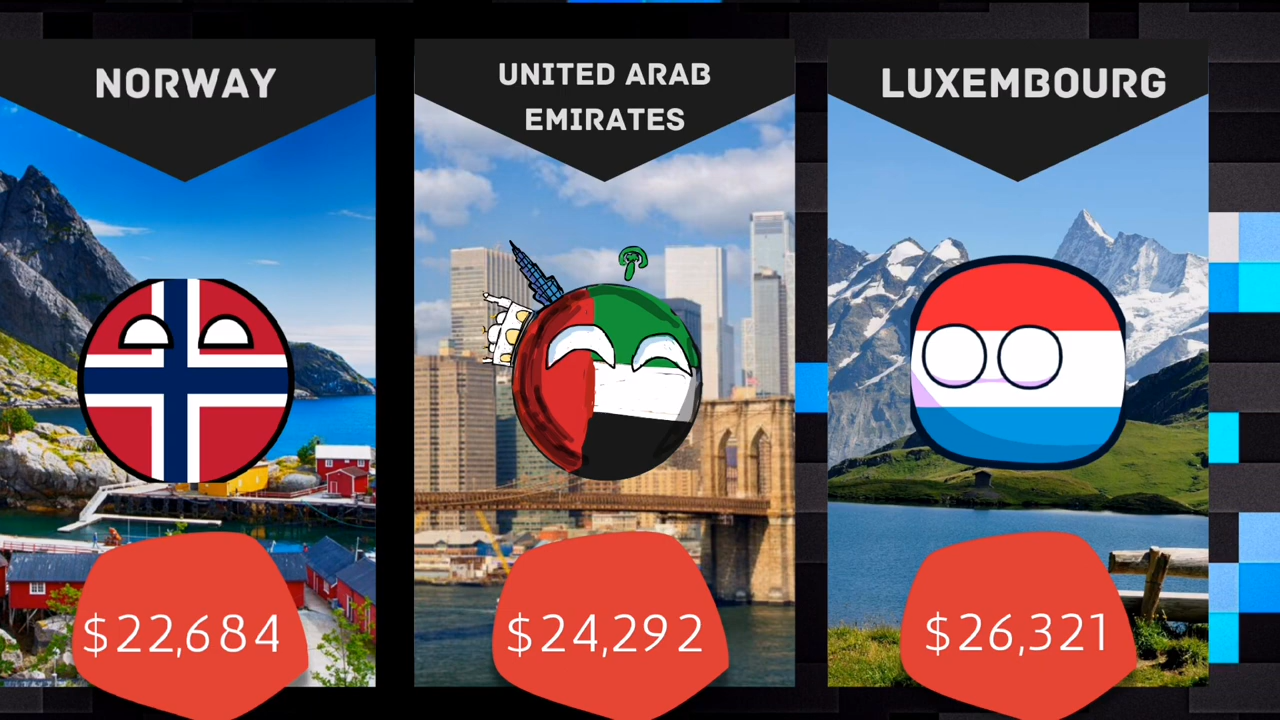 NORWAY
UNITED ARAB
EMIRATES
LUXEMBOURG
$22,684
$24,292
$26,321